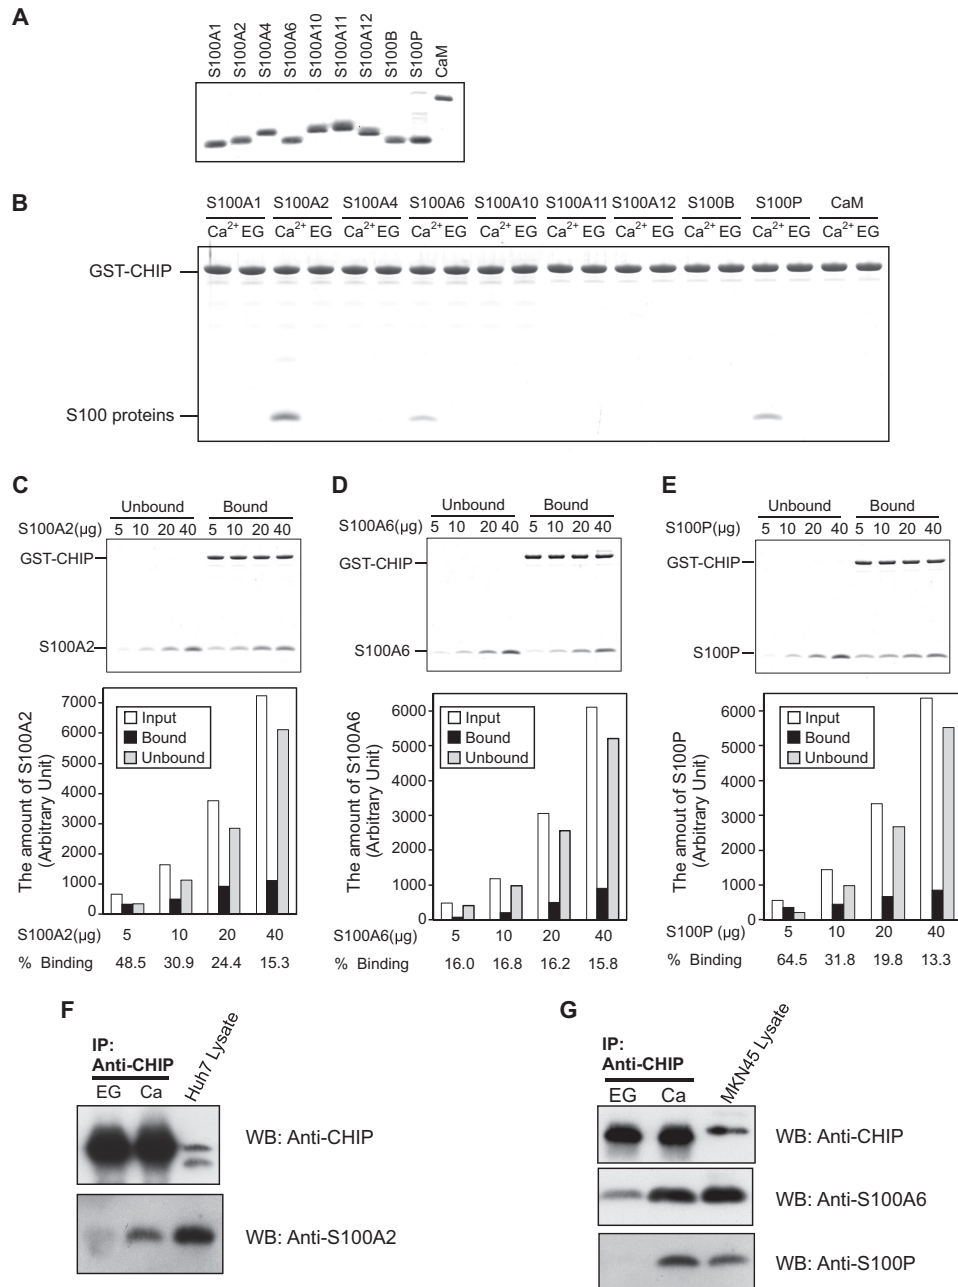 A
S100A1 S100A2 S100A4 S100A6 S100A10 S100A11 S100A12 S100B S100P CaM
B
S100A1 S100A2 S100A4 S100A6 S100A10 S100A11 S100A12 S100B S100P CaM
Ca²⁺ EG Ca²⁺ EG Ca²⁺ EG Ca²⁺ EG Ca²⁺ EG Ca²⁺ EG Ca²⁺ EG Ca²⁺ EG Ca²⁺ EG Ca²⁺ EG
GST-CHIP
S100 proteins
C
Unbound Bound
S100A2(μg) 5 10 20 40 5 10 20 40
GST-CHIP
S100A2
The amount of S100A2
(Arbitrary Unit)
7000
6000
5000
4000
3000
2000
1000
0
Input
Bound
Unbound
S100A2(μg) 5 10 20 40
% Binding 48.5 30.9 24.4 15.3
D
Unbound Bound
S100A6(μg) 5 10 20 40 5 10 20 40
GST-CHIP
S100A6
The amount of S100A6
(Arbitrary Unit)
6000
5000
4000
3000
2000
1000
0
Input
Bound
Unbound
S100A6(μg) 5 10 20 40
% Binding 16.0 16.8 16.2 15.8
E
Unbound Bound
S100P(μg) 5 10 20 40 5 10 20 40
GST-CHIP
S100P
The amount of S100P
(Arbitrary Unit)
6000
5000
4000
3000
2000
1000
0
Input
Bound
Unbound
S100P (μg) 5 10 20 40
% Binding 64.5 31.8 19.8 13.3
F
IP:
Anti-CHIP
EG Ca Huh7 Lysate
WB: Anti-CHIP
WB: Anti-S100A2
G
IP:
Anti-CHIP
EG Ca MKN45 Lysate
WB: Anti-CHIP
WB: Anti-S100A6
WB: Anti-S100P